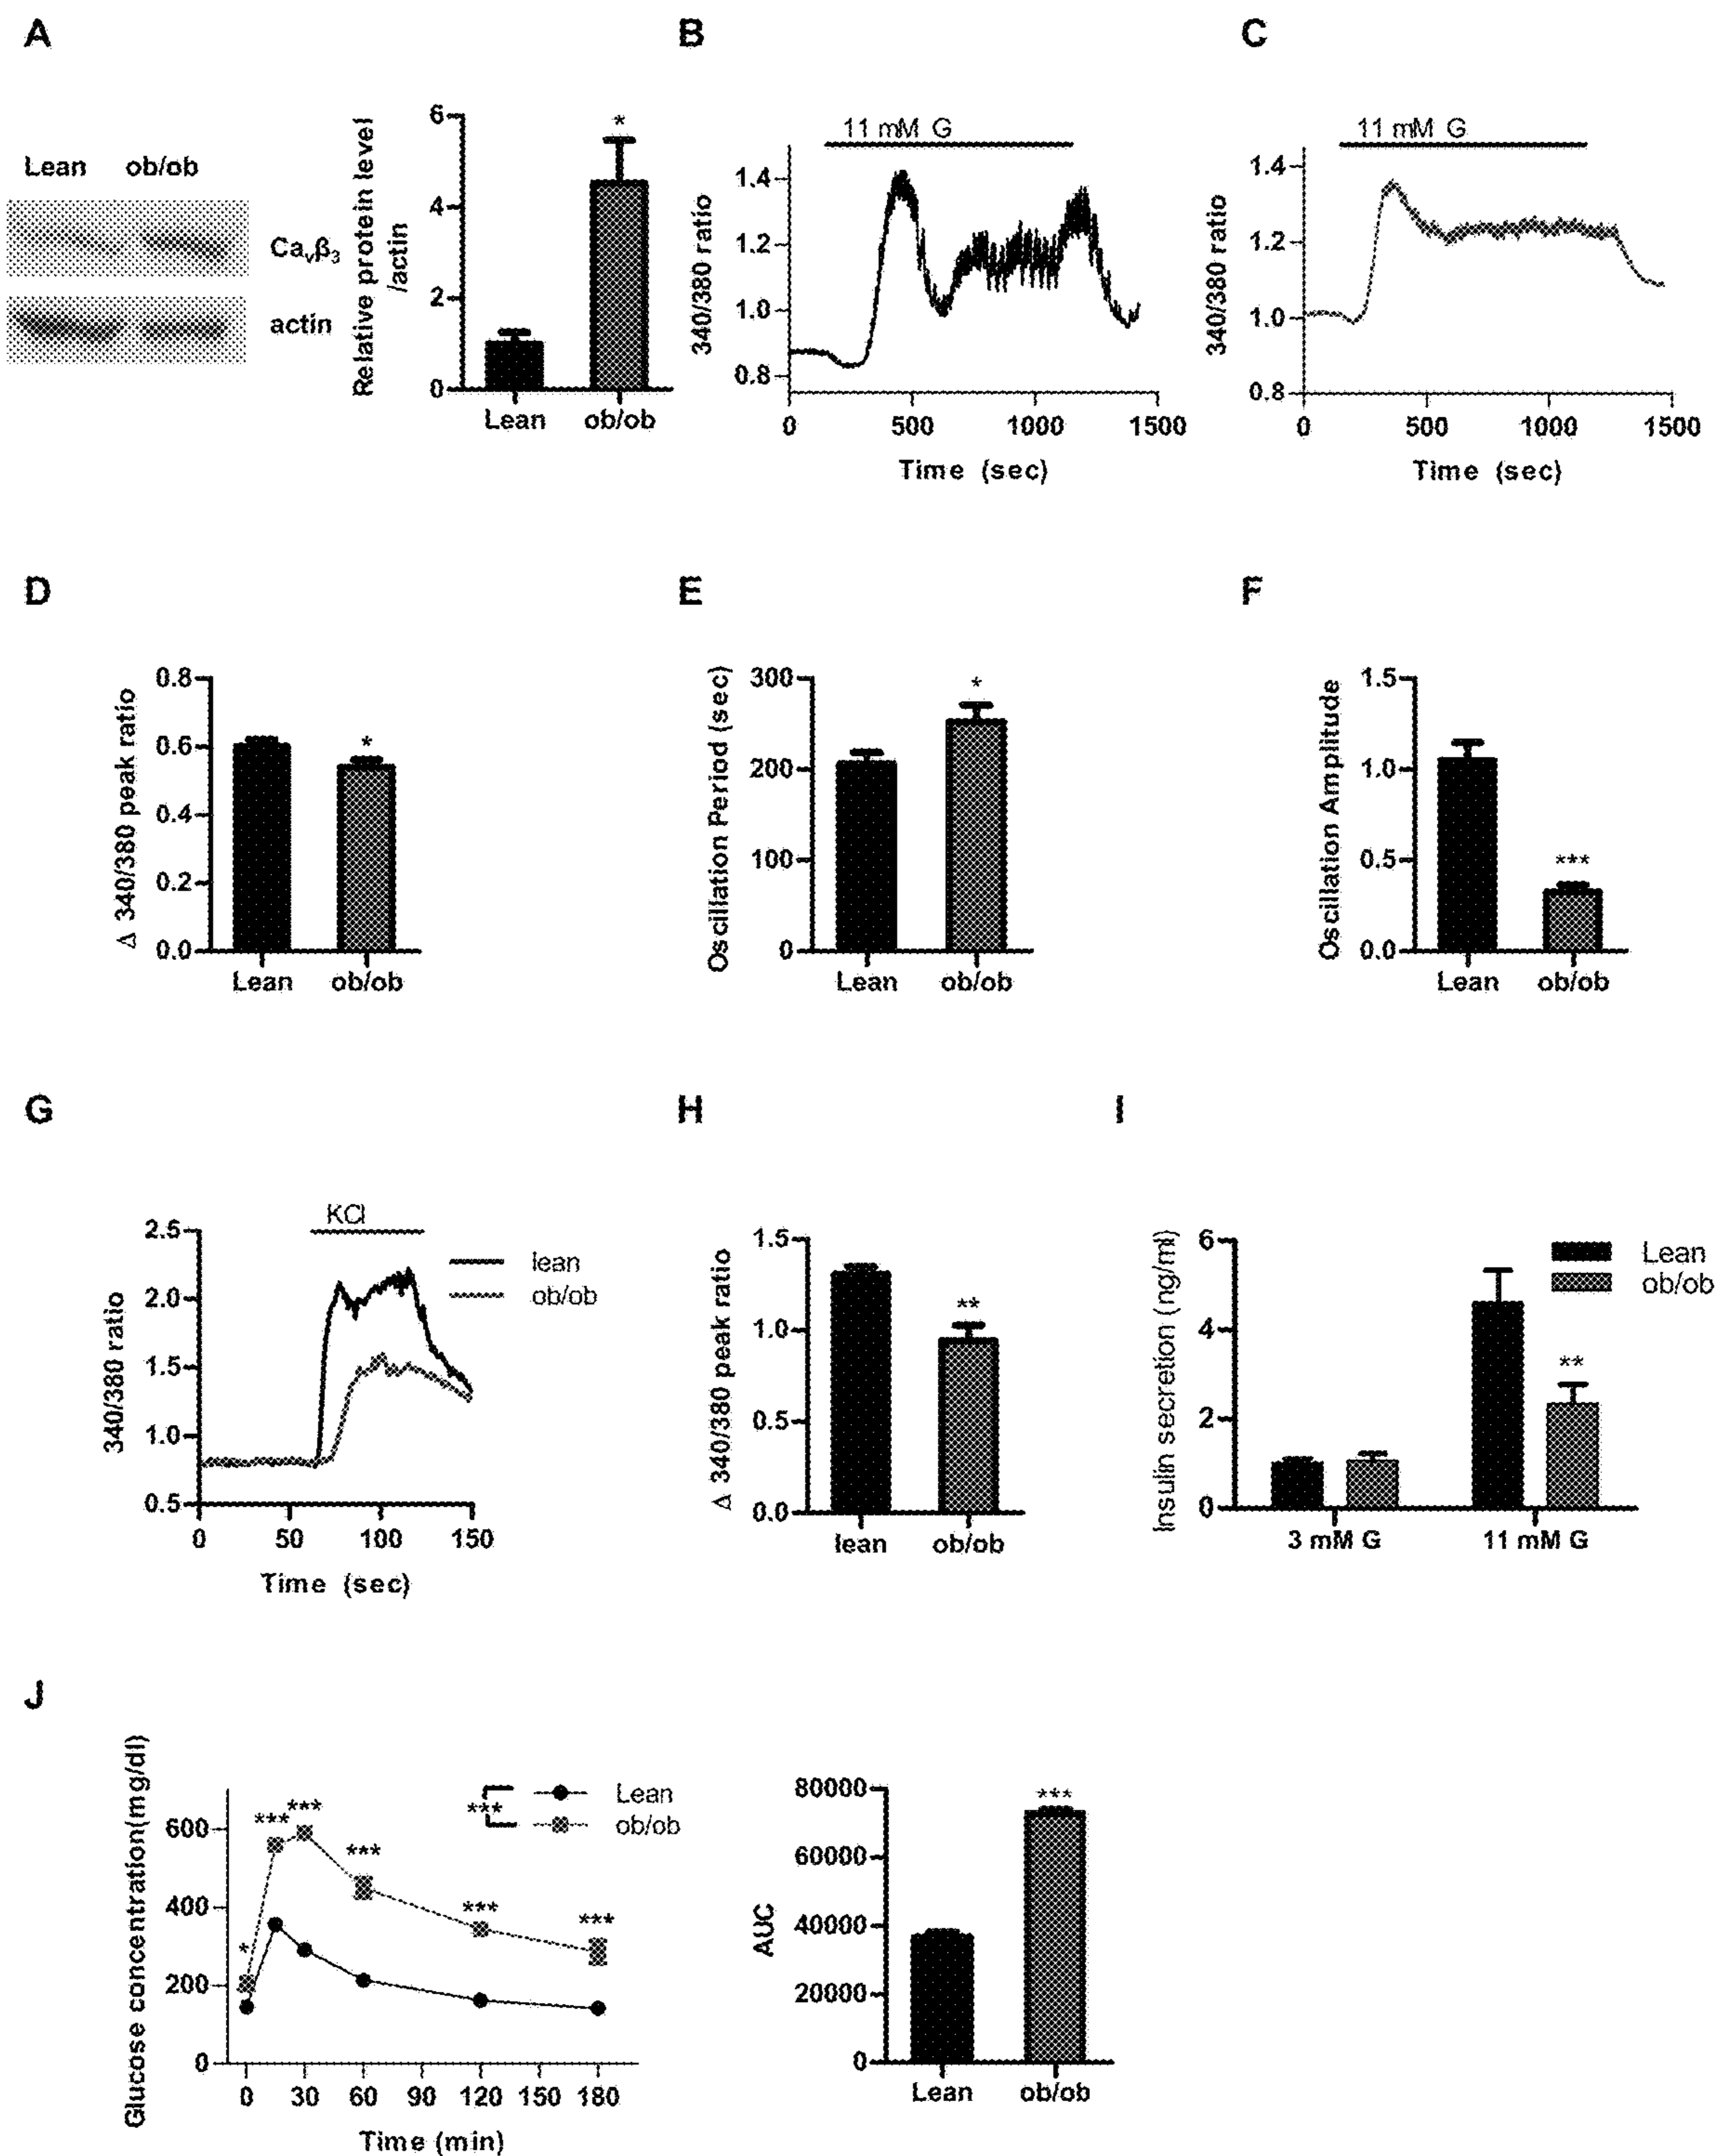 A
Lean ob/ob
Cavβ3
actin
Relative protein level
/actin
6
4
2
0
*
Lean ob/ob
B
11 mM G
340/380 ratio
1.4
1.2
1.0
0.8
0 500 1000 1500
Time (sec)
C
11 mM G
340/380 ratio
1.4
1.2
1.0
0.8
0 500 1000 1500
Time (sec)
D
Δ 340/380 peak ratio
0.8
0.6
0.4
0.2
0.0
*
Lean ob/ob
E
Oscillation Period (sec)
300
200
100
0
*
Lean ob/ob
F
Oscillation Amplitude
1.5
1.0
0.5
0.0
***
Lean ob/ob
G
KCl
lean
ob/ob
340/380 ratio
2.5
2.0
1.5
1.0
0.5
0 50 100 150
Time (sec)
H
Δ 340/380 peak ratio
1.5
1.0
0.5
0.0
**
lean ob/ob
I
Insulin secretion (ng/ml)
6
4
2
0
Lean
ob/ob
**
3 mM G 11 mM G
J
Glucose concentration(mg/dl)
600
400
200
0
* *** *** *** *** ***
***
Lean
ob/ob
0 30 60 90 120 150 180
Time (min)
AUC
80000
60000
40000
20000
0
***
Lean ob/ob